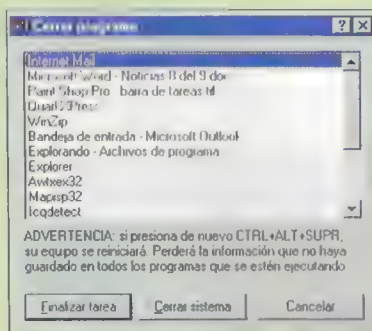 Cerrar programa
Internet Mail
Microsoft Word - Noticias 8 del 9.doc
Paint Shop Pro - barra de tareas.tif
QuarkXPress
WinZip
Bandeja de entrada - Microsoft Outlook
Explorando - Archivos de programa
Explorer
Awfxex32
Mapisp32
Icqdetect
ADVERTENCIA: si presiona de nuevo CTRL+ALT+SUPR,
su equipo se reiniciará. Perderá la información que no haya
guardado en todos los programas que se estén ejecutando
Finalizar tarea
Cerrar sistema
Cancelar